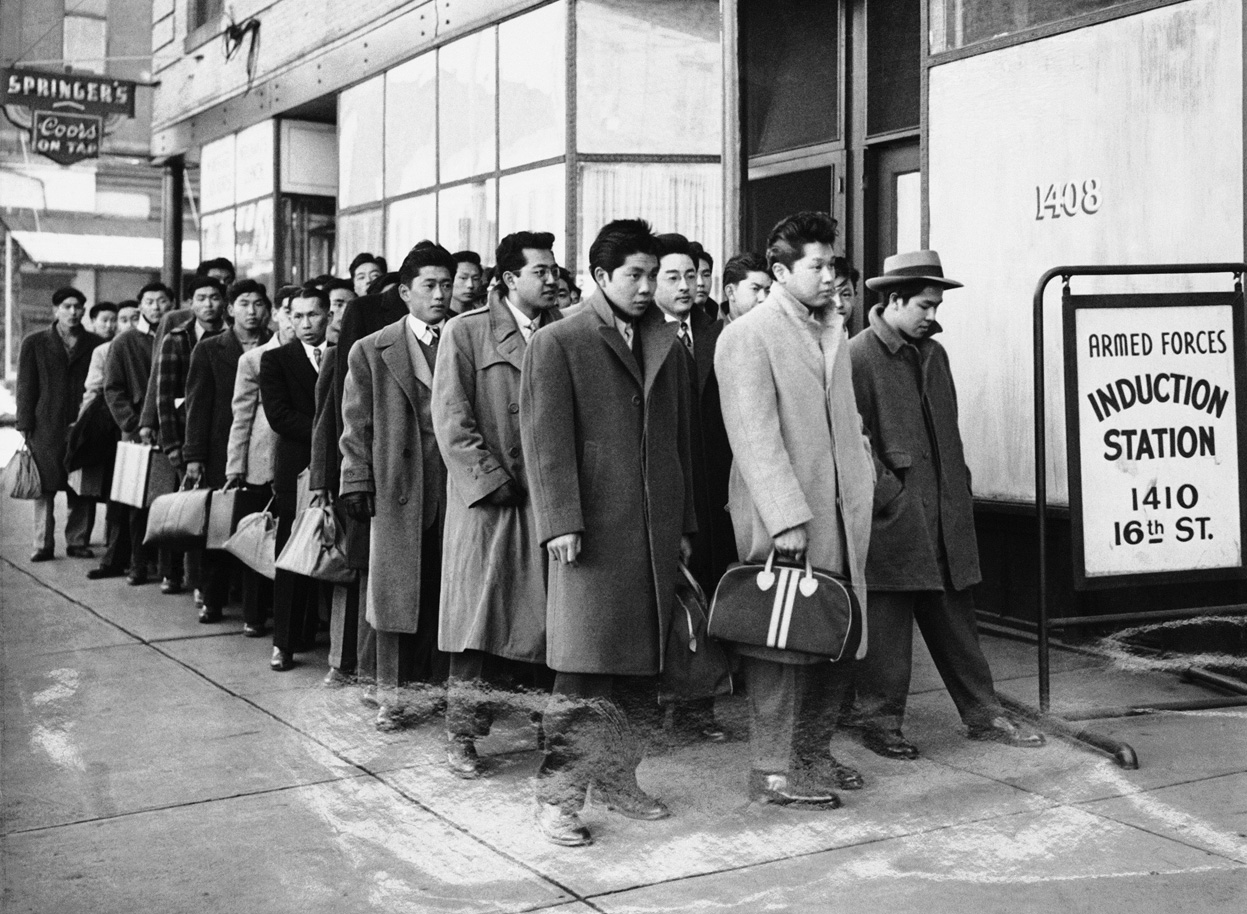 SPRINGER'S
Coors
ON TAP
1408
ARMED FORCES
INDUCTION
STATION
1410
16th ST.